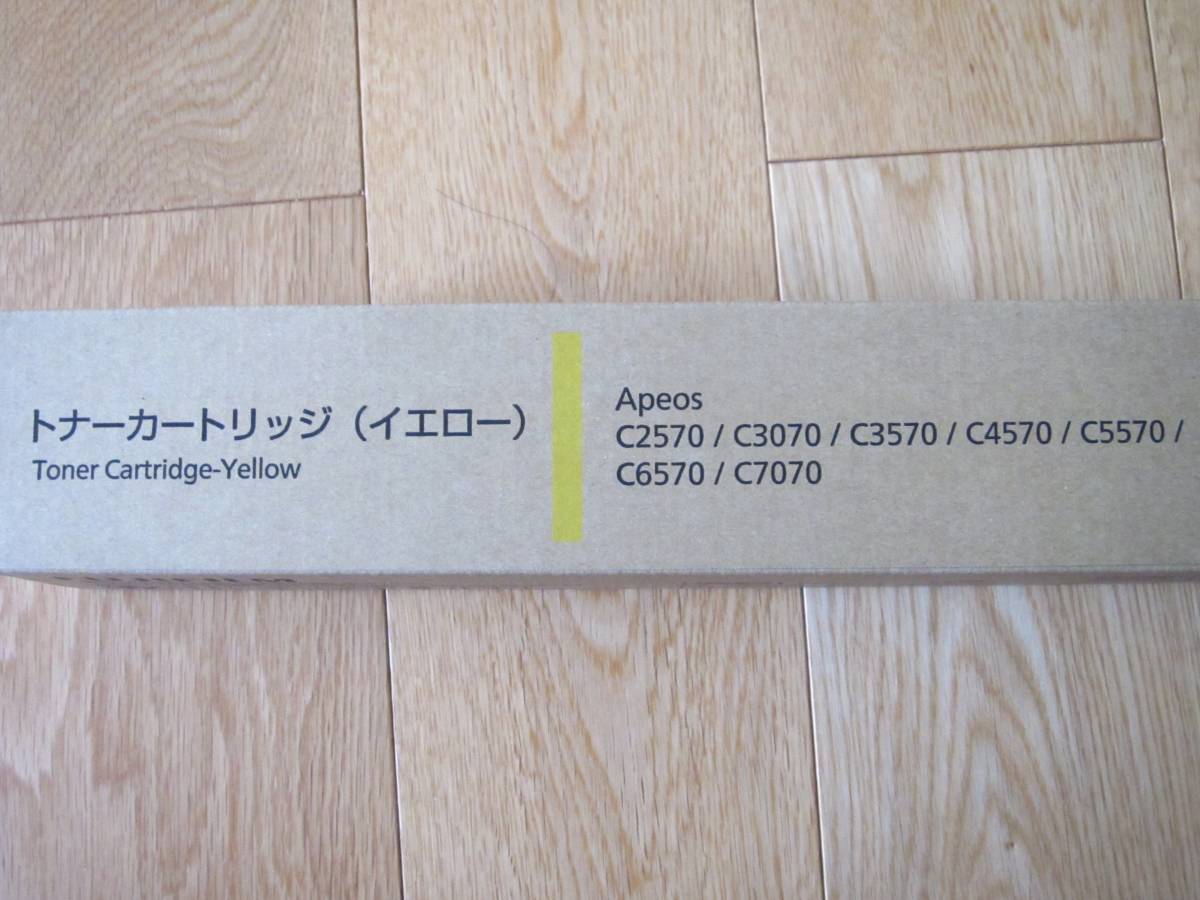 トナーカートリッジ（イエロー）
Toner Cartridge-Yellow
Apeos
C2570 / C3070 / C3570 / C4570 / C5570 /
C6570 / C7070